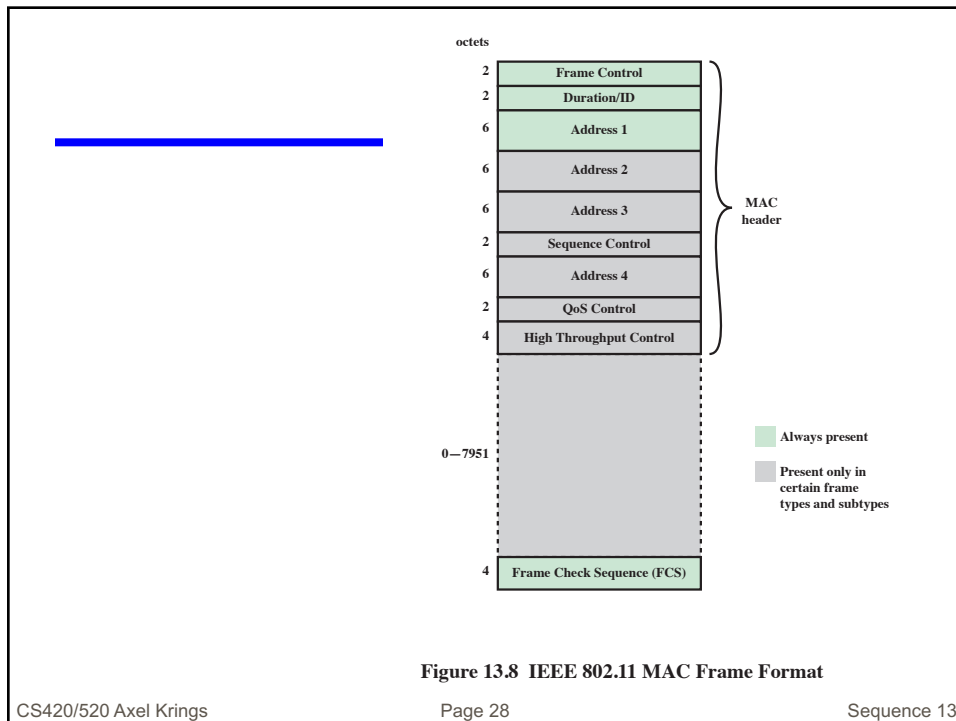 octets
2 Frame Control
2 Duration/ID
6 Address 1
6 Address 2
6 Address 3
2 Sequence Control
6 Address 4
2 QoS Control
4 High Throughput Control
MAC
header
0—7951
Always present
Present only in
certain frame
types and subtypes
4 Frame Check Sequence (FCS)
Figure 13.8 IEEE 802.11 MAC Frame Format
CS420/520 Axel Krings Page 28 Sequence 13